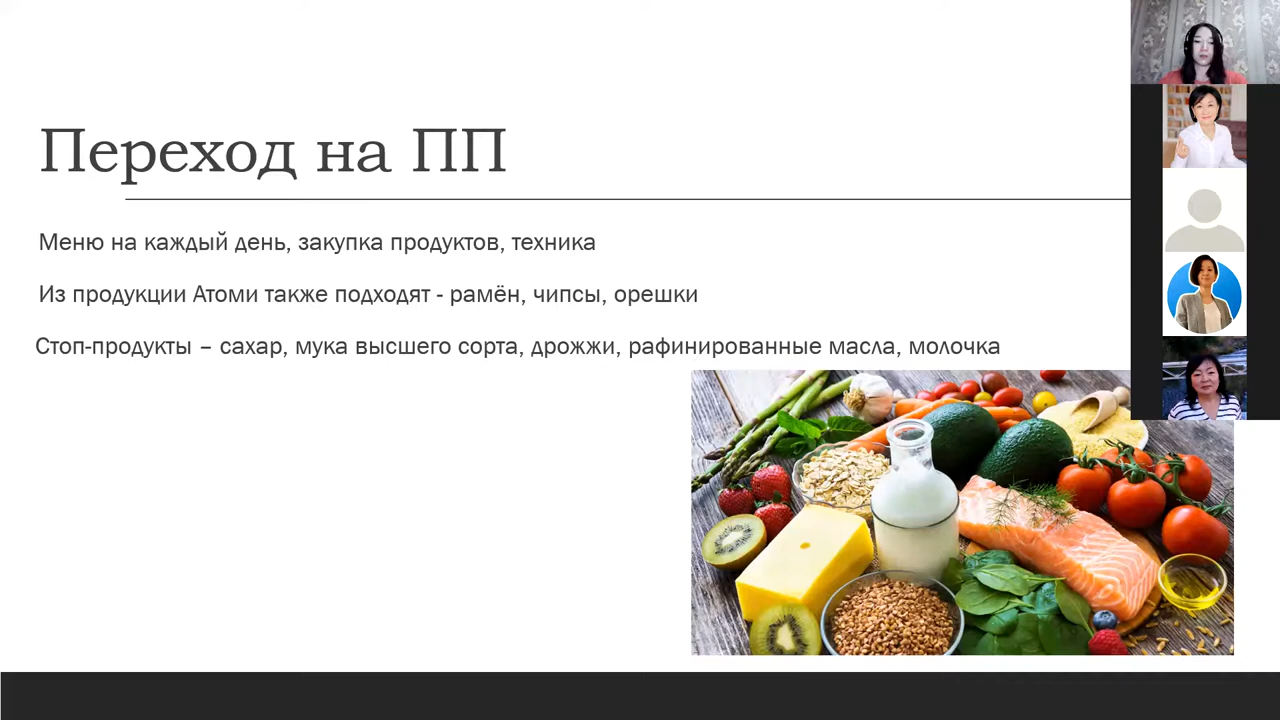 Переход на ПП
Меню на каждый день, закупка продуктов, техника
Из продукции Атоми также подходят - рамён, чипсы, орешки
Стоп-продукты – сахар, мука высшего сорта, дрожжи, рафинированные масла, молочка